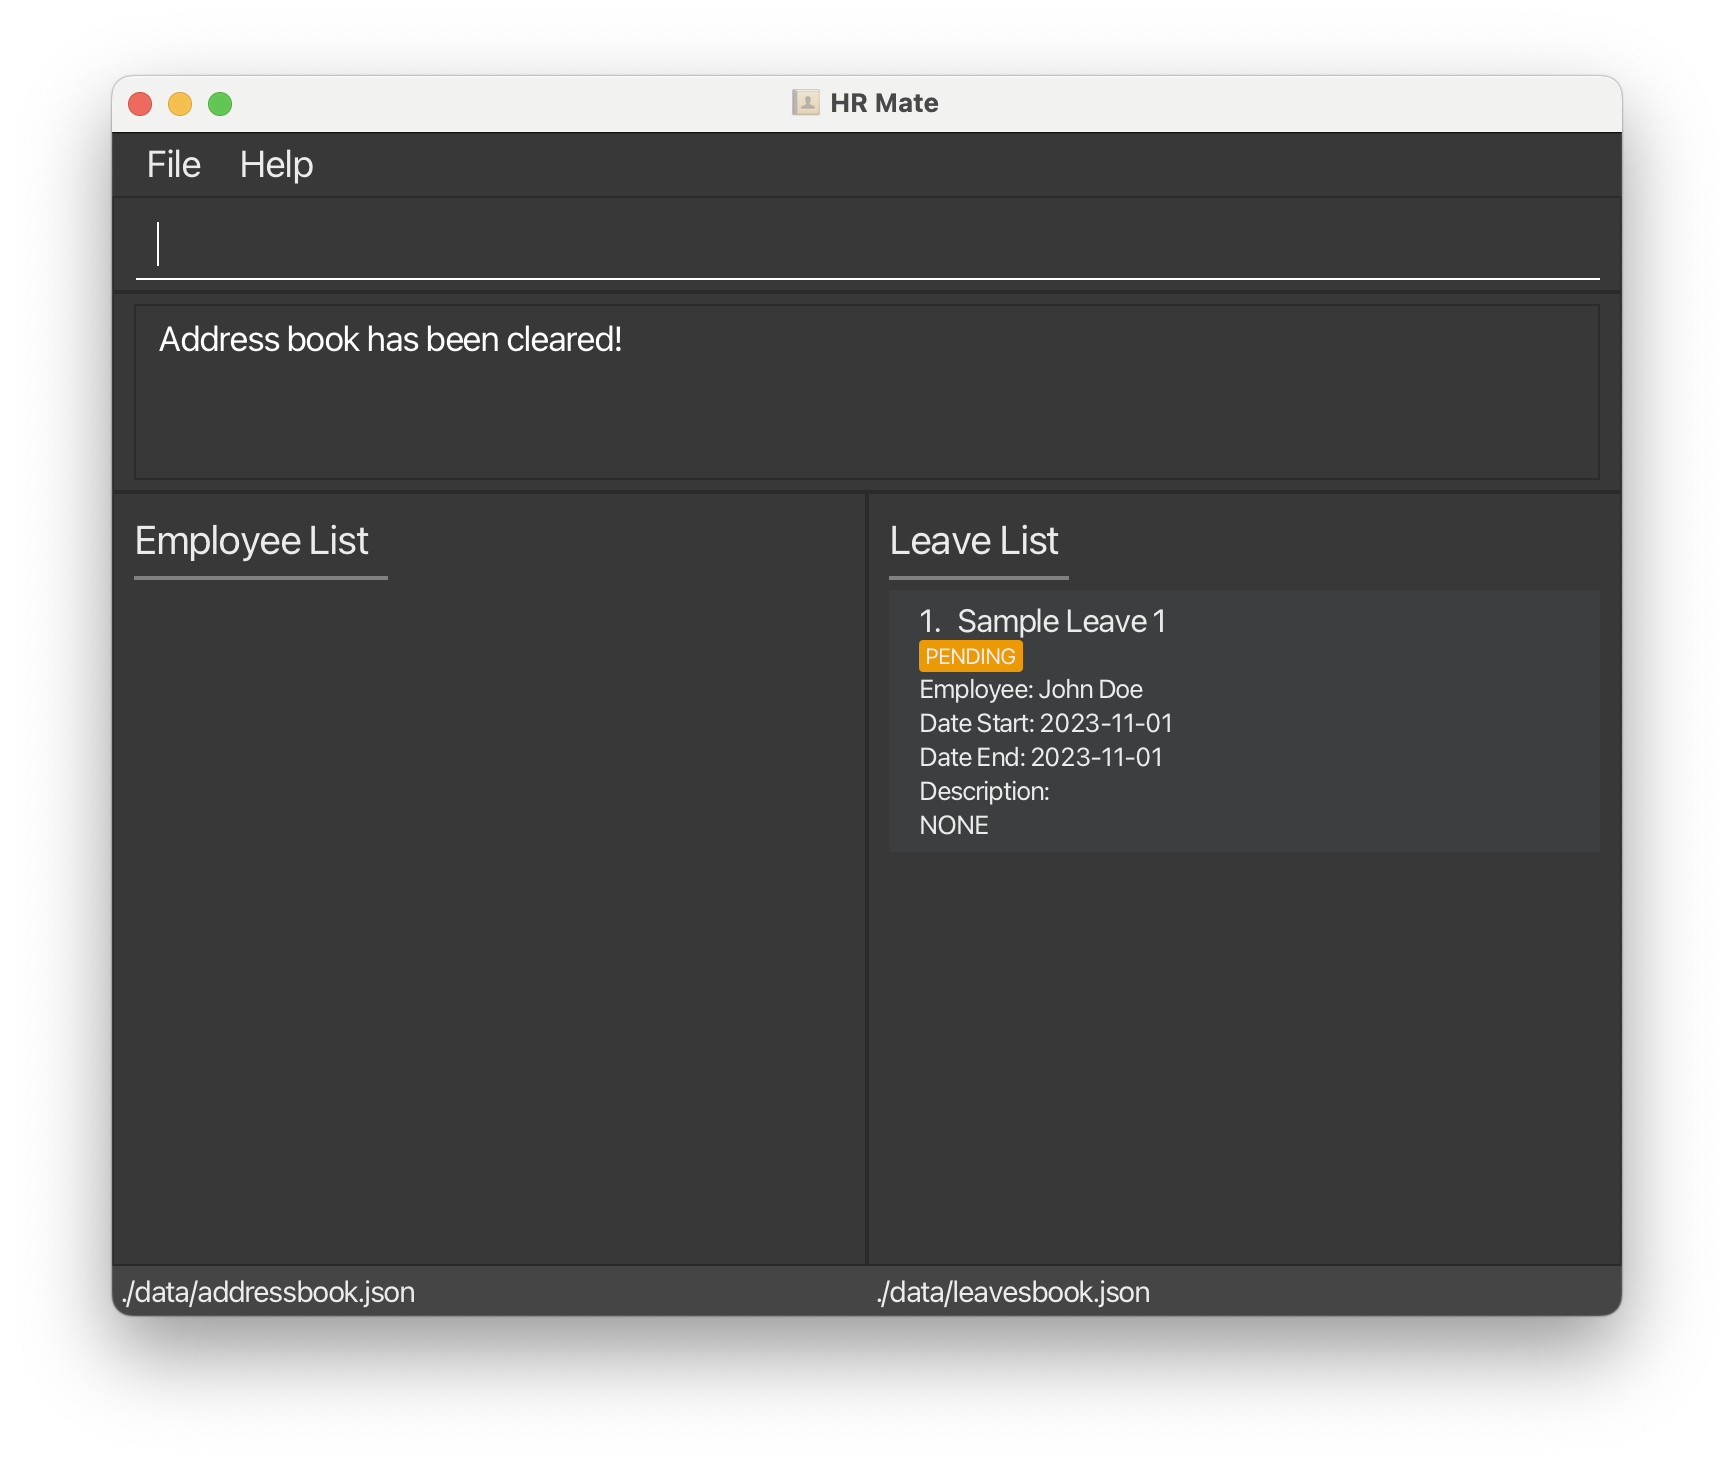 HR Mate
File Help
Address book has been cleared!
Employee List
Leave List
1. Sample Leave 1
PENDING
Employee: John Doe
Date Start: 2023-11-01
Date End: 2023-11-01
Description:
NONE
./data/addressbook.json
./data/leavesbook.json